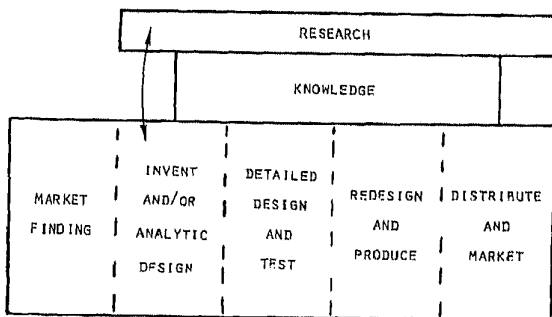 RESEARCH
KNOWLEDGE
MARKET
FINDING
INVENT
AND/OR
ANALYTIC
DESIGN
DETAILED
DESIGN
AND
TEST
REDESIGN
AND
PRODUCE
DISTRIBUTE
AND
MARKET